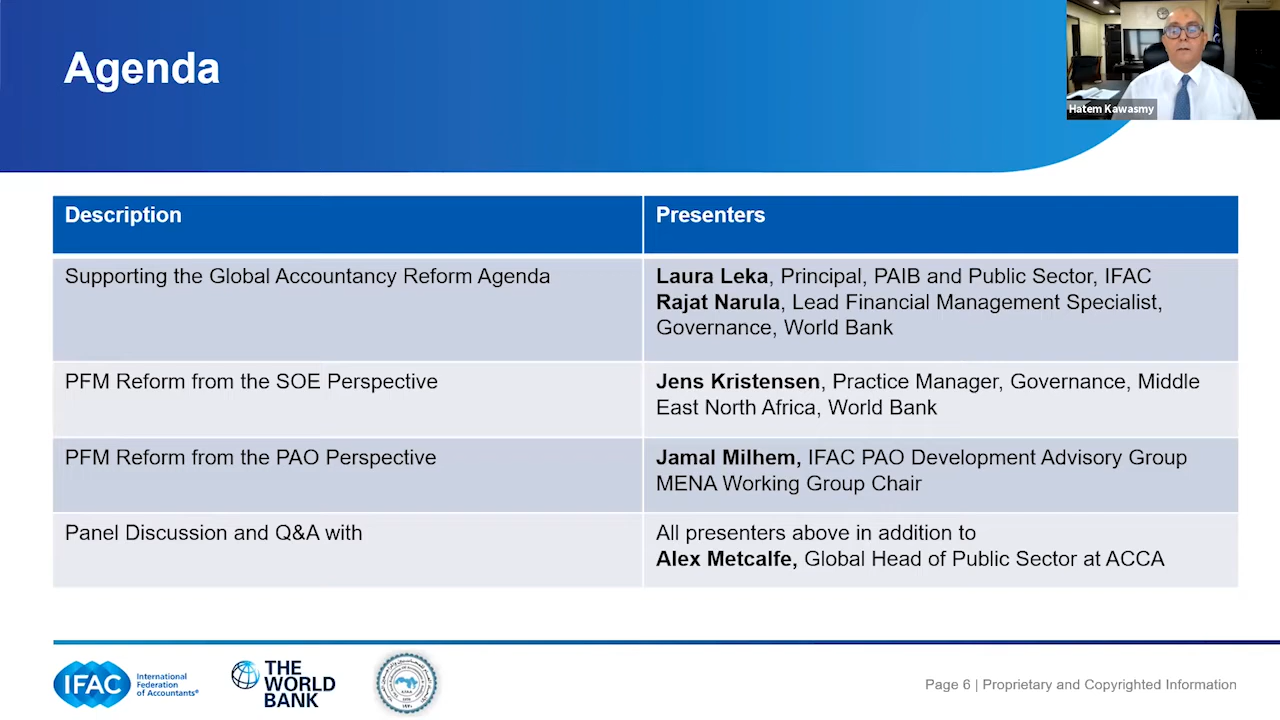 Agenda
Hatem Kawasmy
Description
Presenters
Supporting the Global Accountancy Reform Agenda
Laura Leka, Principal, PAIB and Public Sector, IFAC
Rajat Narula, Lead Financial Management Specialist,
Governance, World Bank
PFM Reform from the SOE Perspective
Jens Kristensen, Practice Manager, Governance, Middle
East North Africa, World Bank
PFM Reform from the PAO Perspective
Jamal Milhem, IFAC PAO Development Advisory Group
MENA Working Group Chair
Panel Discussion and Q&A with
All presenters above in addition to
Alex Metcalfe, Global Head of Public Sector at ACCA
IFAC
International
Federation
of Accountants®
THE
WORLD
BANK
Page 6 | Proprietary and Copyrighted Information